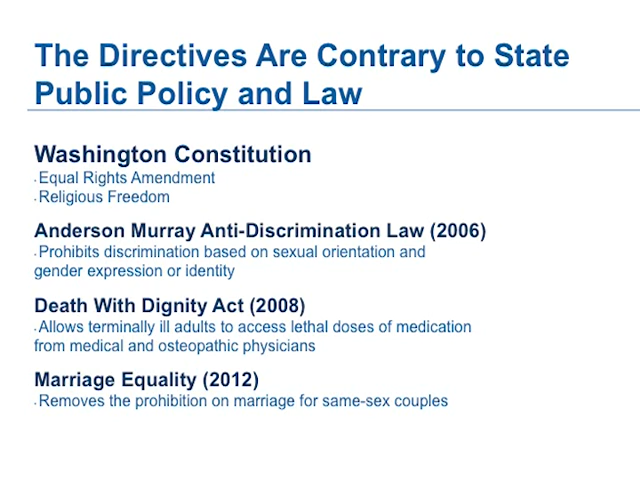 The Directives Are Contrary to State
Public Policy and Law
Washington Constitution
· Equal Rights Amendment
· Religious Freedom
Anderson Murray Anti-Discrimination Law (2006)
· Prohibits discrimination based on sexual orientation and
gender expression or identity
Death With Dignity Act (2008)
· Allows terminally ill adults to access lethal doses of medication
from medical and osteopathic physicians
Marriage Equality (2012)
· Removes the prohibition on marriage for same-sex couples